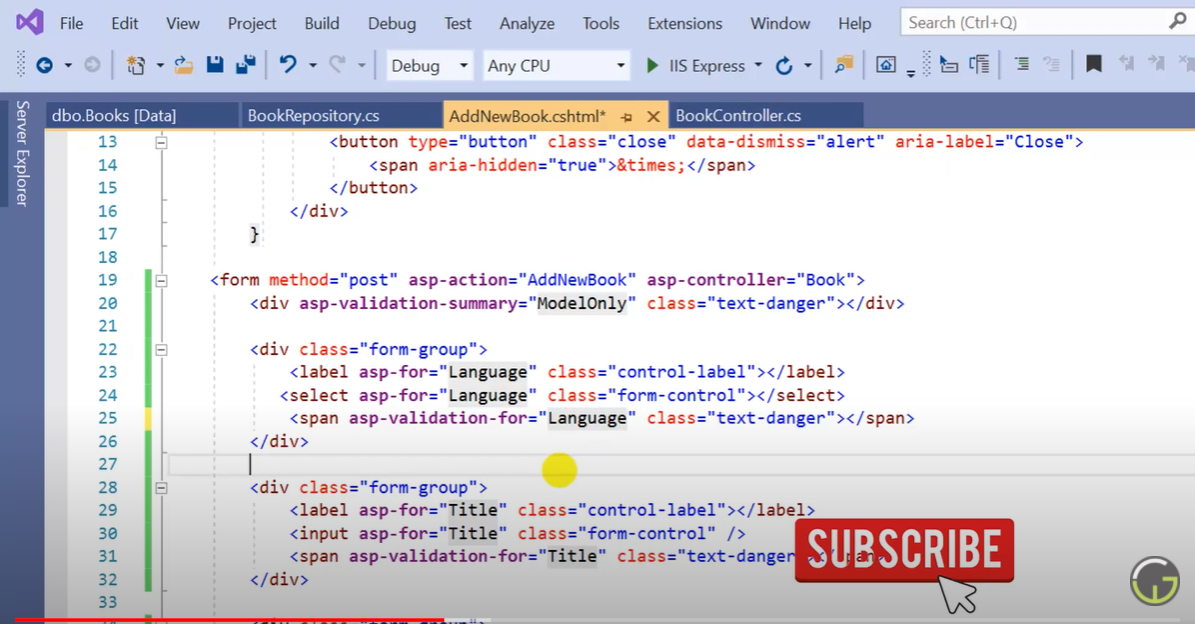 File Edit View Project Build Debug Test Analyze Tools Extensions Window Help Search (Ctrl+Q)
Debug Any CPU IIS Express
Server Explorer
dbo.Books [Data] BookRepository.cs AddNewBook.cshtml* BookController.cs
13 <button type="button" class="close" data-dismiss="alert" aria-label="Close">
14 <span aria-hidden="true">&times;</span>
15 </button>
16 </div>
17 }
18
19 <form method="post" asp-action="AddNewBook" asp-controller="Book">
20 <div asp-validation-summary="ModelOnly" class="text-danger"></div>
21
22 <div class="form-group">
23 <label asp-for="Language" class="control-label"></label>
24 <select asp-for="Language" class="form-control"></select>
25 <span asp-validation-for="Language" class="text-danger"></span>
26 </div>
27
28 <div class="form-group">
29 <label asp-for="Title" class="control-label"></label>
30 <input asp-for="Title" class="form-control" />
31 <span asp-validation-for="Title" class="text-danger
SUBSCRIBE
32 </div>
33